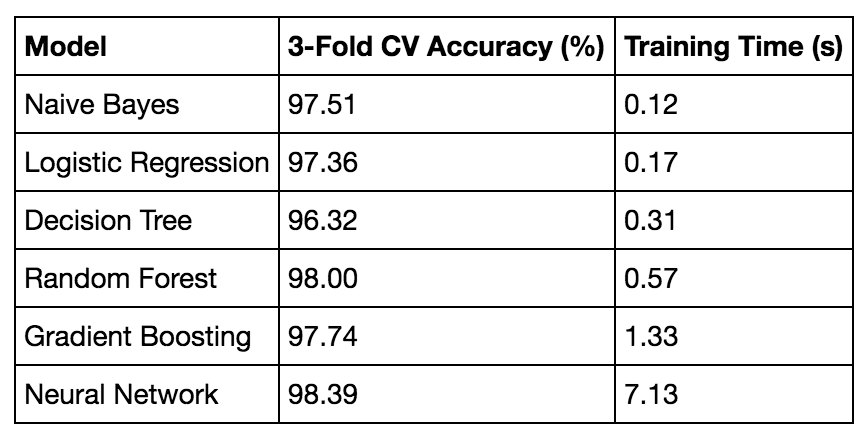 Model 3-Fold CV Accuracy (%) Training Time (s)
Naive Bayes 97.51 0.12
Logistic Regression 97.36 0.17
Decision Tree 96.32 0.31
Random Forest 98.00 0.57
Gradient Boosting 97.74 1.33
Neural Network 98.39 7.13